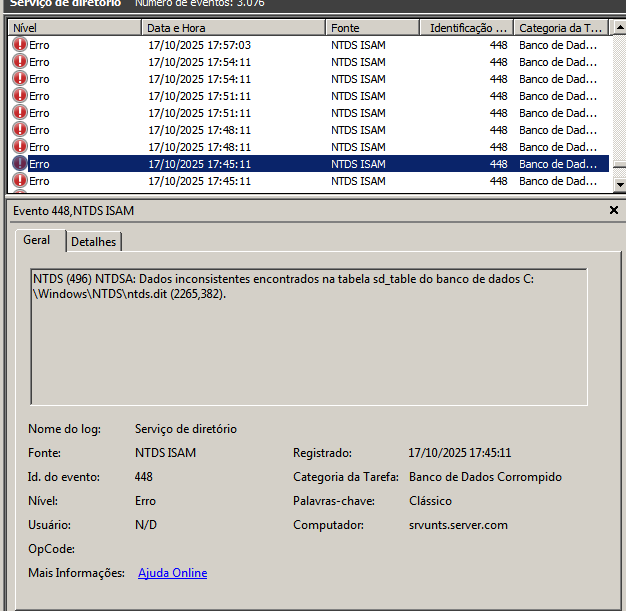 Serviço de diretório Número de eventos: 3.076
Nível Data e Hora Fonte Identificação ... Categoria da T...
Erro 17/10/2025 17:57:03 NTDS ISAM 448 Banco de Dad...
Erro 17/10/2025 17:54:11 NTDS ISAM 448 Banco de Dad...
Erro 17/10/2025 17:54:11 NTDS ISAM 448 Banco de Dad...
Erro 17/10/2025 17:51:11 NTDS ISAM 448 Banco de Dad...
Erro 17/10/2025 17:51:11 NTDS ISAM 448 Banco de Dad...
Erro 17/10/2025 17:48:11 NTDS ISAM 448 Banco de Dad...
Erro 17/10/2025 17:48:11 NTDS ISAM 448 Banco de Dad...
Erro 17/10/2025 17:45:11 NTDS ISAM 448 Banco de Dad...
Erro 17/10/2025 17:45:11 NTDS ISAM 448 Banco de Dad...
Evento 448,NTDS ISAM
Geral Detalhes
NTDS (496) NTDSA: Dados inconsistentes encontrados na tabela sd_table do banco de dados C:
\Windows\NTDS\ntds.dit (2265,382).
Nome do log: Serviço de diretório
Fonte: NTDS ISAM Registrado: 17/10/2025 17:45:11
Id. do evento: 448 Categoria da Tarefa: Banco de Dados Corrompido
Nível: Erro Palavras-chave: Clássico
Usuário: N/D Computador: srvunts.server.com
OpCode:
Mais Informações: Ajuda Online